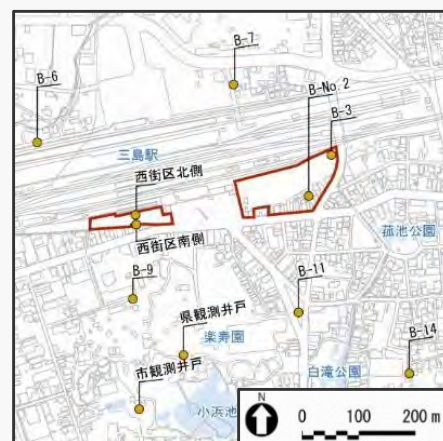 B-7
B-6
B-No.2
B-3
三島駅
西街区北側
西街区南側
菰池公園
B-9
B-11
県観測井戸
楽寿園
B-14
市観測井戸
白滝公園
小浜池
N
0 100 200 m